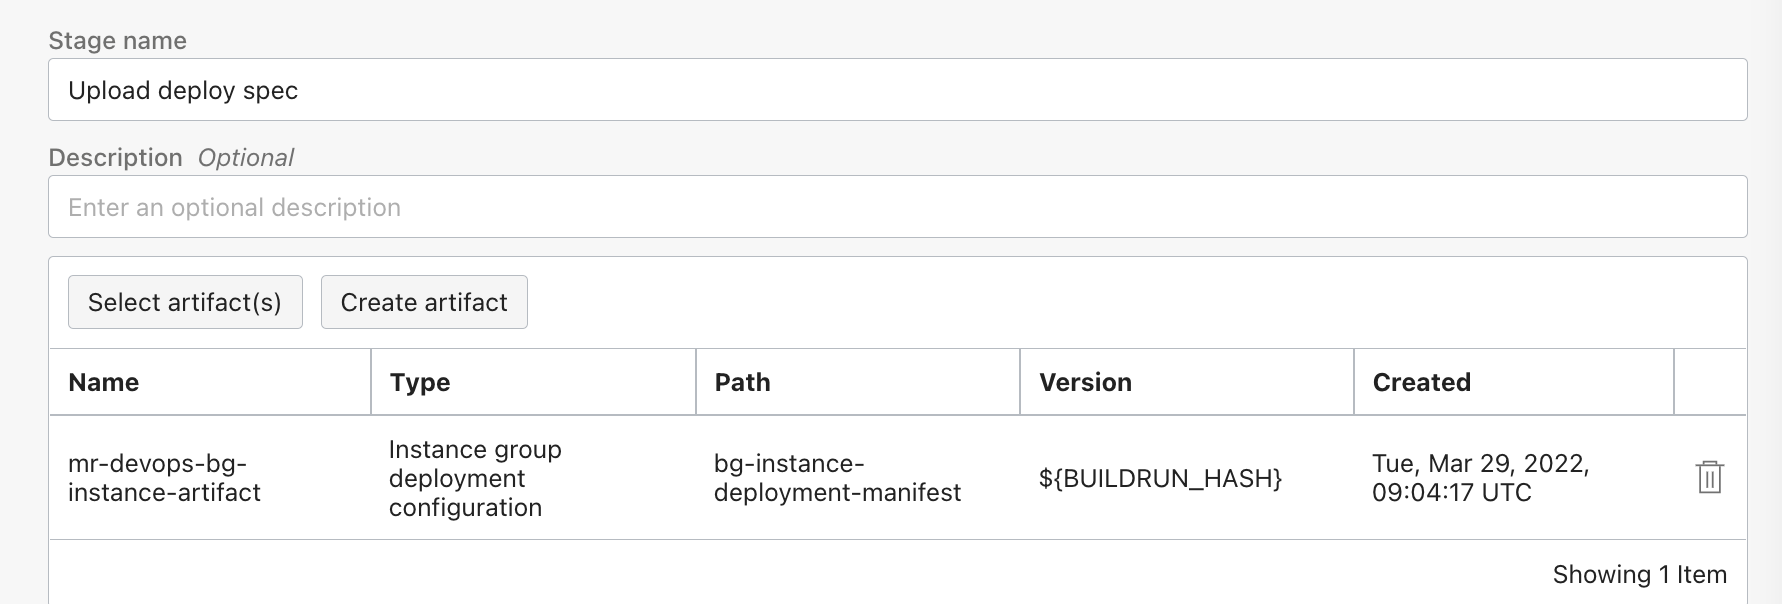 Stage name
Upload deploy spec
Description Optional
Enter an optional description
Select artifact(s) Create artifact
Name Type Path Version Created
mr-devops-bg-
instance-artifact
Instance group
deployment
configuration
bg-instance-
deployment-manifest
${BUILDRUN_HASH}
Tue, Mar 29, 2022,
09:04:17 UTC
Showing 1 Item